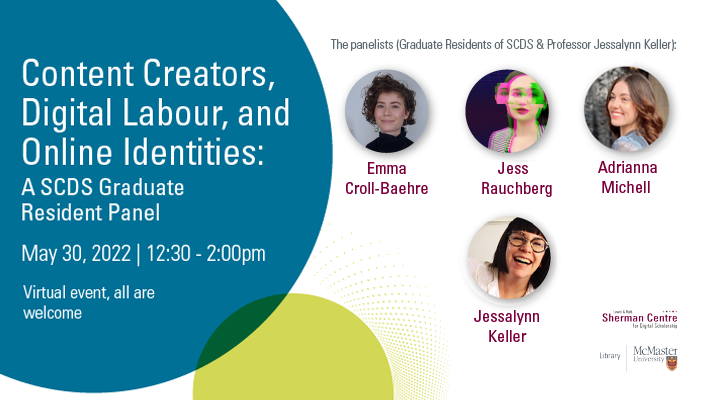 Content Creators,
Digital Labour, and
Online Identities:
A SCDS Graduate
Resident Panel
May 30, 2022 | 12:30 - 2:00pm
Virtual event, all are
welcome
The panelists (Graduate Residents of SCDS & Professor Jessalynn Keller):
Emma
Croll-Baehre
Jess
Rauchberg
Adrianna
Michell
Jessalynn
Keller
Lewis & Ruth
Sherman Centre
for Digital Scholarship
Library
McMaster
University